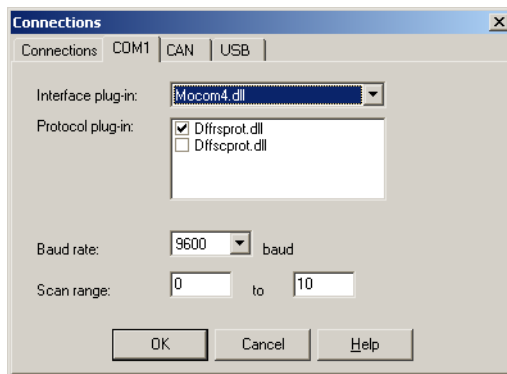 Connections
Connections COM1 CAN USB
Interface plug-in: Mocom4.dll
Protocol plug-in: Dffrsprot.dll
Dffscprot.dll
Baud rate: 9600 baud
Scan range: 0 to 10
OK Cancel Help